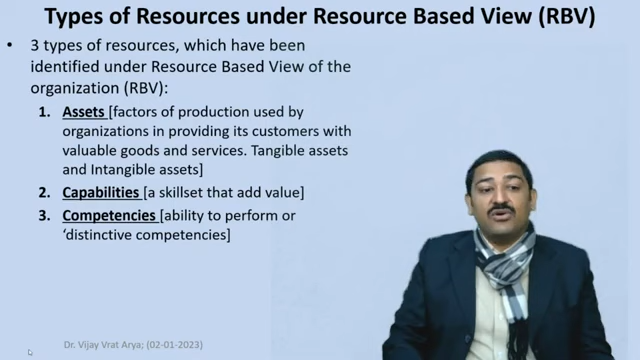 Types of Resources under Resource Based View (RBV)
• 3 types of resources, which have been
identified under Resource Based View of the
organization (RBV):
1. Assets [factors of production used by
organizations in providing its customers with
valuable goods and services. Tangible assets
and Intangible assets]
2. Capabilities [a skillset that add value]
3. Competencies [ability to perform or
‘distinctive competencies]
Dr. Vijay Vrat Arya; (02-01-2023)